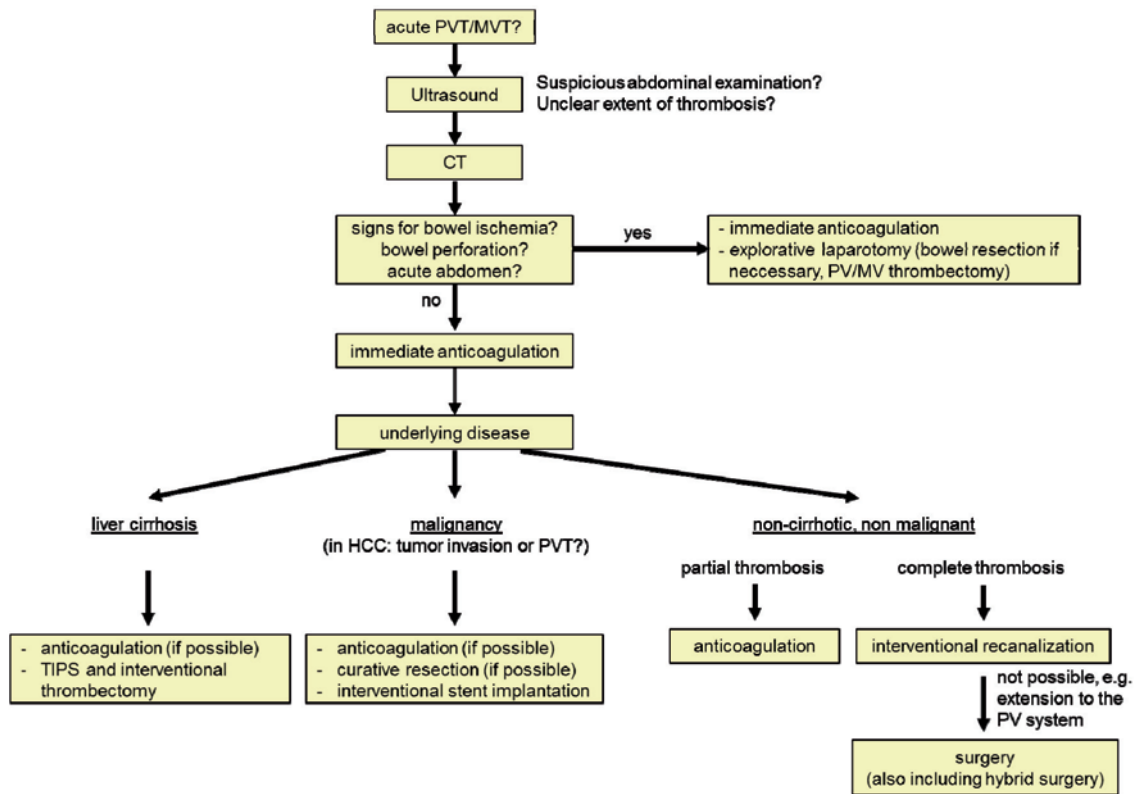 acute PVT/MVT?
Ultrasound
Suspicious abdominal examination?
Unclear extent of thrombosis?
CT
signs for bowel ischemia?
bowel perforation?
acute abdomen?
yes
- immediate anticoagulation
- explorative laparotomy (bowel resection if
neccessary, PV/MV thrombectomy)
no
immediate anticoagulation
underlying disease
liver cirrhosis
- anticoagulation (if possible)
- TIPS and interventional
thrombectomy
malignancy
(in HCC: tumor invasion or PVT?)
- anticoagulation (if possible)
- curative resection (if possible)
- interventional stent implantation
non-cirrhotic, non malignant
partial thrombosis
anticoagulation
complete thrombosis
interventional recanalization
not possible, e.g.
extension to the
PV system
surgery
(also including hybrid surgery)